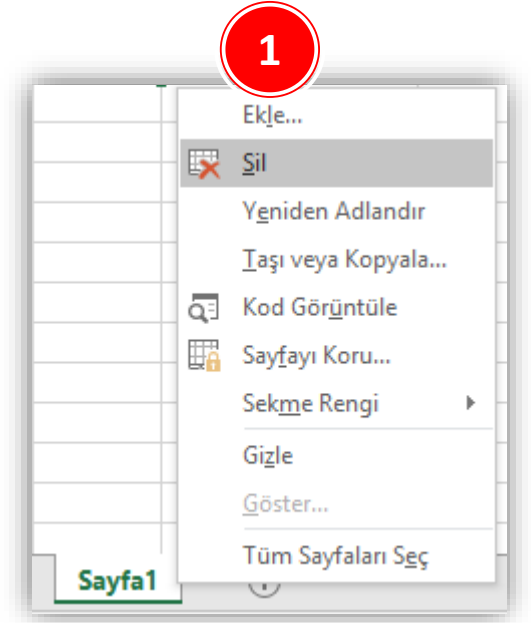 1
Ekle...
Sil
Yeniden Adlandır
Taşı veya Kopyala...
Kod Görüntüle
Sayfayı Koru...
Sekme Rengi
Gizle
Göster...
Tüm Sayfaları Seç
Sayfa1